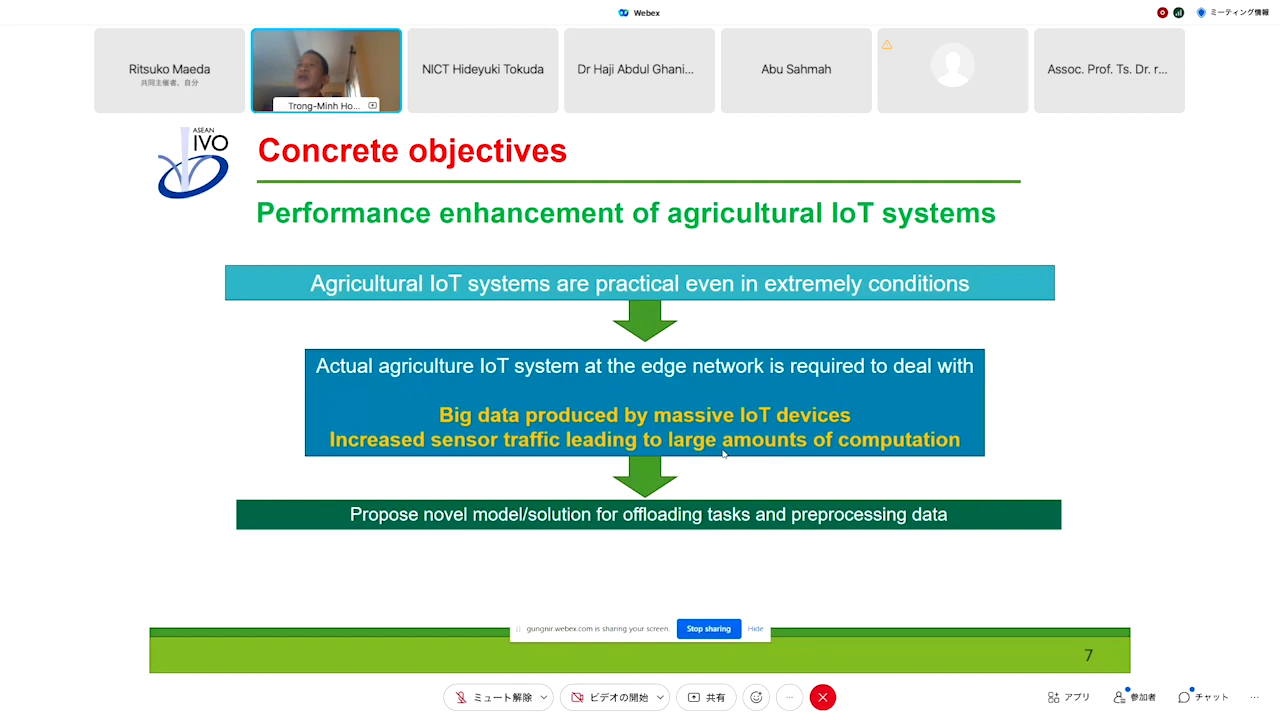 Webex
ミーティング情報
Ritsuko Maeda
共同主催者、自分
Trong-Minh Ho...
NICT Hideyuki Tokuda
Dr Haji Abdul Ghani...
Abu Sahmah
Assoc. Prof. Ts. Dr. r...
ASEAN
IVO
Concrete objectives
Performance enhancement of agricultural IoT systems
Agricultural IoT systems are practical even in extremely conditions
Actual agriculture IoT system at the edge network is required to deal with
Big data produced by massive IoT devices
Increased sensor traffic leading to large amounts of computation
Propose novel model/solution for offloading tasks and preprocessing data
gungnir.webex.com is sharing your screen.
Stop sharing
Hide
7
ミュート解除
ビデオの開始
共有
アプリ
参加者
チャット